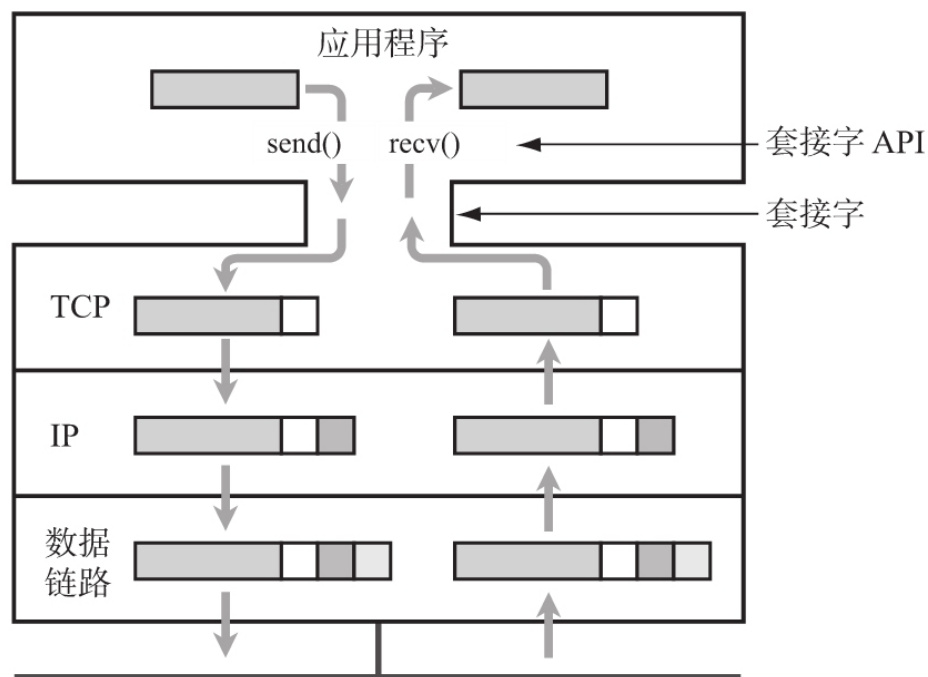 应用程序
send() recv()
套接字 API
套接字
TCP
IP
数据
链路